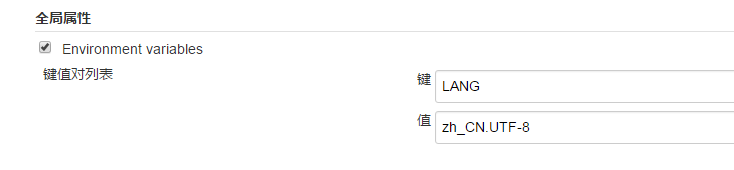 全局属性
Environment variables
键值对列表
键
LANG
值
zh_CN.UTF-8